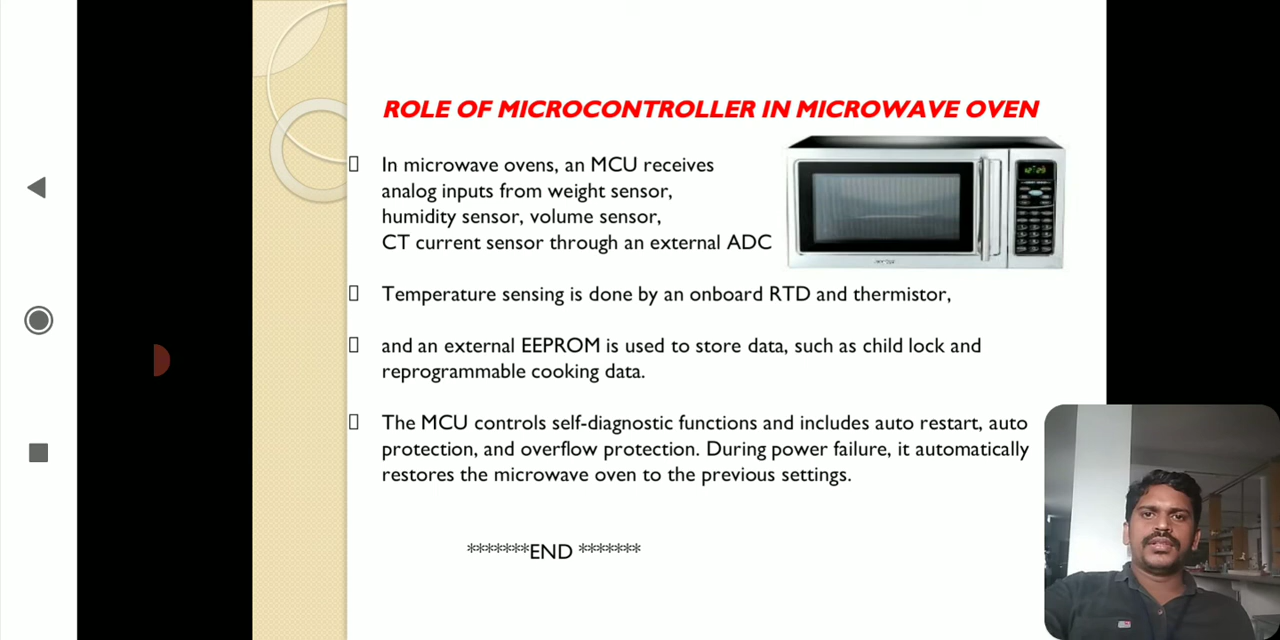 ROLE OF MICROCONTROLLER IN MICROWAVE OVEN
In microwave ovens, an MCU receives
analog inputs from weight sensor,
humidity sensor, volume sensor,
CT current sensor through an external ADC
Temperature sensing is done by an onboard RTD and thermistor,
and an external EEPROM is used to store data, such as child lock and
reprogrammable cooking data.
The MCU controls self-diagnostic functions and includes auto restart, auto
protection, and overflow protection. During power failure, it automatically
restores the microwave oven to the previous settings.
*******END *******